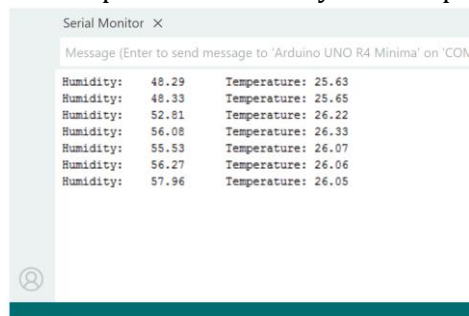 Serial Monitor X
Message (Enter to send message to 'Arduino UNO R4 Minima' on
Humidity: 48.29 Temperature: 25.63
Humidity: 48.33 Temperature: 25.65
Humidity: 52.81 Temperature: 26.22
Humidity: 56.08 Temperature: 26.33
Humidity: 55.53 Temperature: 26.07
Humidity: 56.27 Temperature: 26.06
Humidity: 57.96 Temperature: 26.05